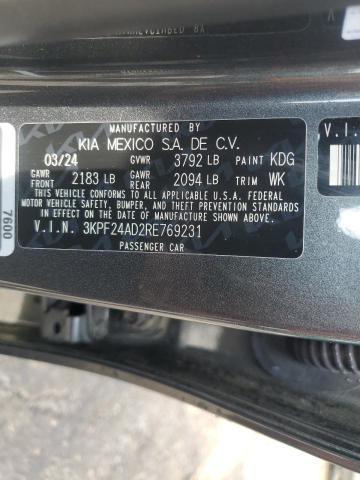 MANUFACTURED BY
KIA MEXICO S.A. DE C.V.
03/24 GVWR 3792 LB PAINT KDG
GAWR FRONT 2183 LB GAWR REAR 2094 LB TRIM WK
THIS VEHICLE CONFORMS TO ALL APPLICABLE U.S.A. FEDERAL
MOTOR VEHICLE SAFETY, BUMPER, AND THEFT PREVENTION STANDARDS
IN EFFECT ON THE DATE OF MANUFACTURE SHOWN ABOVE.
V.I.N. 3KPF24AD2RE769231
PASSENGER CAR
7600
V.I.